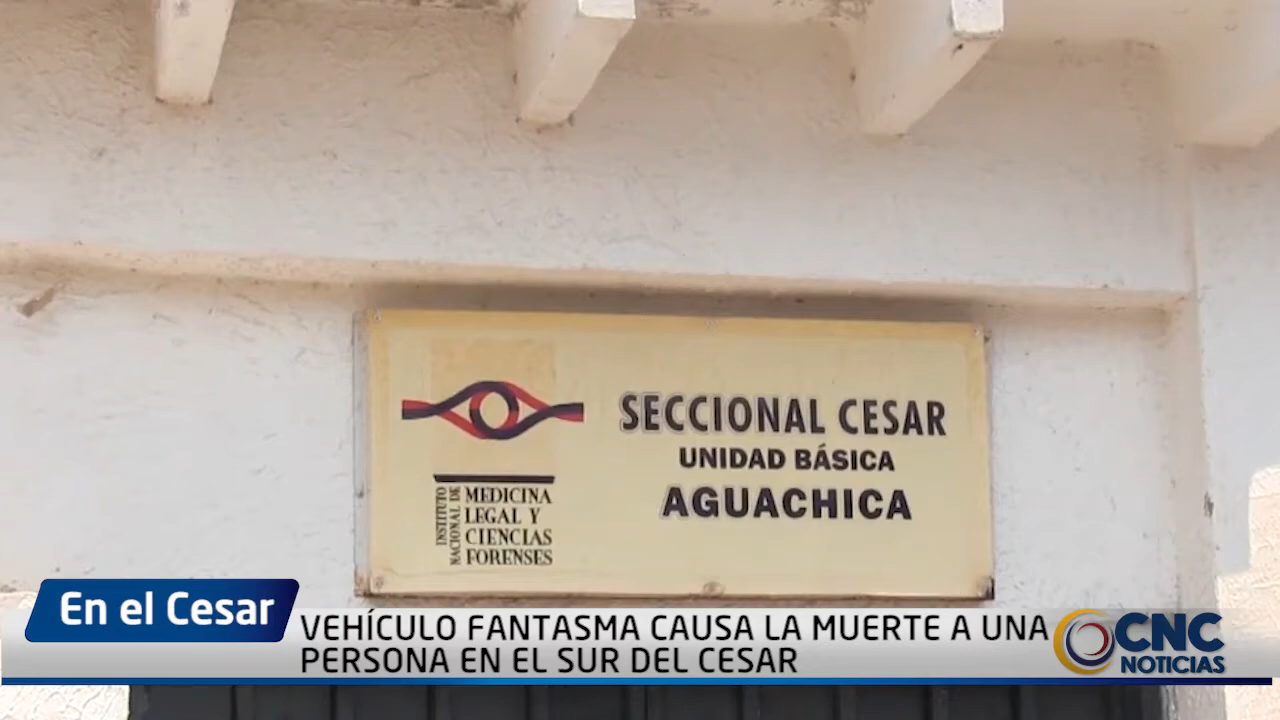 SECCIONAL CESAR
UNIDAD BÁSICA
AGUACHICA
INSTITUTO
NACIONAL DE
MEDICINA
LEGAL Y
CIENCIAS
FORENSES
En el Cesar
VEHÍCULO FANTASMA CAUSA LA MUERTE A UNA
PERSONA EN EL SUR DEL CESAR
CNC
NOTICIAS